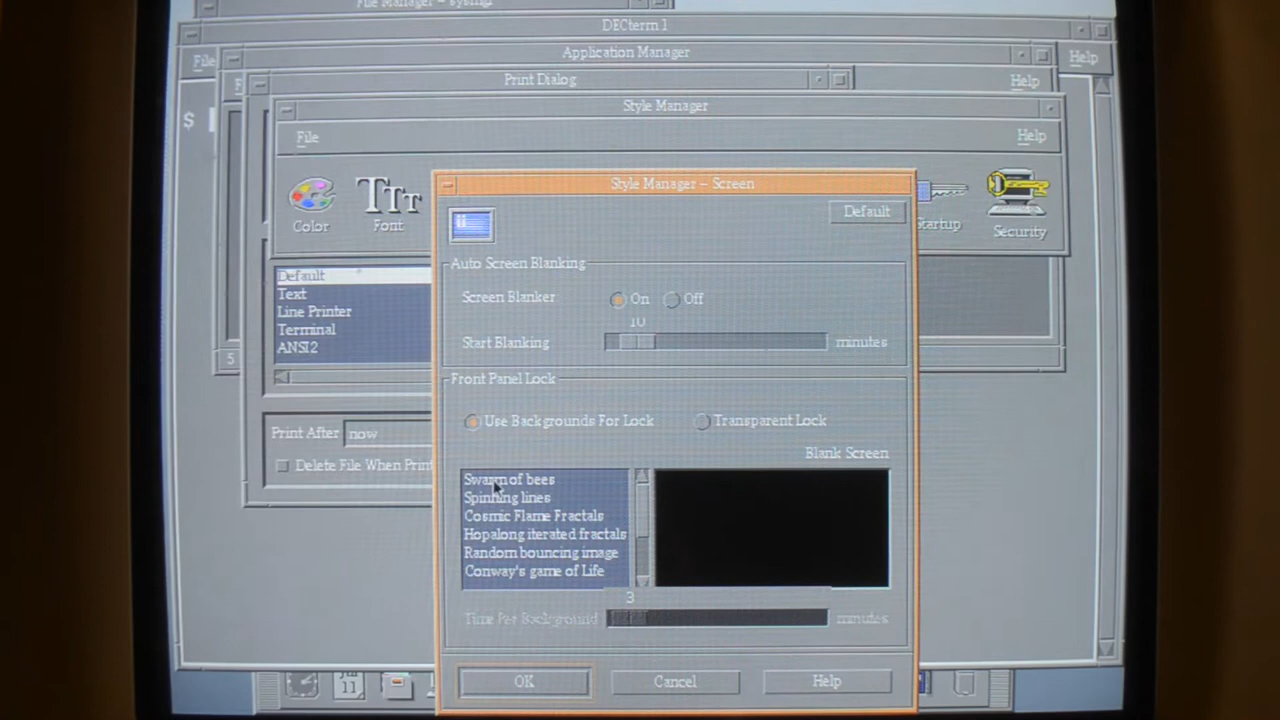 File Manager – sysmgr
DECterm 1
File
Application Manager
Help
Print Dialog
Help
Style Manager
File
Help
Color
Font
Startup
Security
Style Manager – Screen
Default
Auto Screen Blanking
Screen Blanker
On
Off
10
Start Blanking
minutes
Front Panel Lock
Use Backgrounds For Lock
Transparent Lock
Blank Screen
Swarm of bees
Spinning lines
Cosmic Flame Fractals
Hopalong iterated fractals
Random bouncing image
Conway's game of Life
3
Time Per Background
minutes
OK
Cancel
Help
$
Default
Text
Line Printer
Terminal
ANSI2
5
Print After
now
Delete File When Print
11